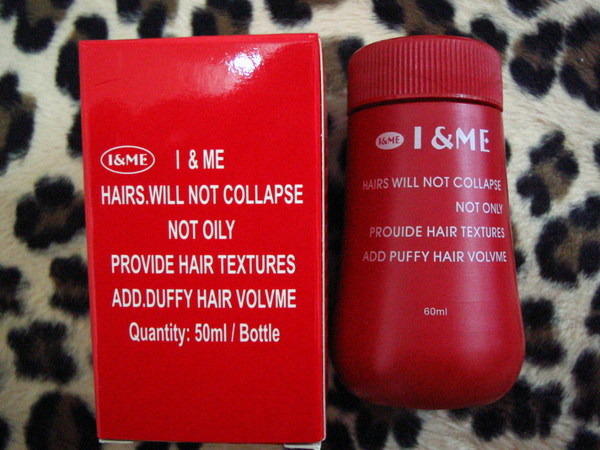 I&ME I & ME
HAIRS.WILL NOT COLLAPSE
NOT OILY
PROVIDE HAIR TEXTURES
ADD.DUFFY HAIR VOLVME
Quantity: 50ml / Bottle
I&ME I & ME
HAIRS WILL NOT COLLAPSE
NOT ONLY
PROUIDE HAIR TEXTURES
ADD PUFFY HAIR VOLVME
60ml